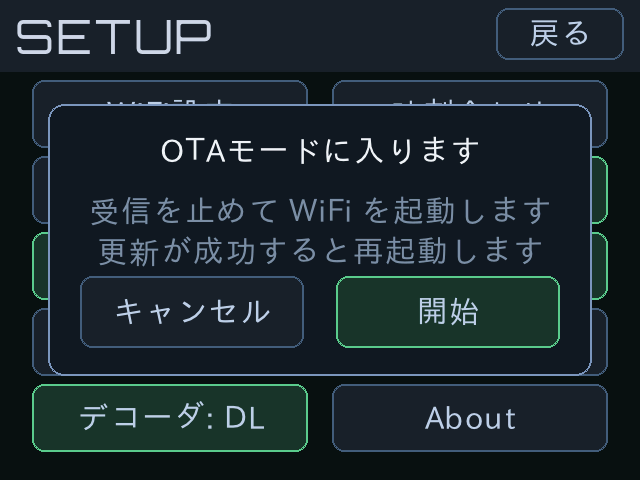 SETUP
戻る
OTAモードに入ります
受信を止めて WiFi を起動します
更新が成功すると再起動します
キャンセル
開始
デコーダ: DL
About